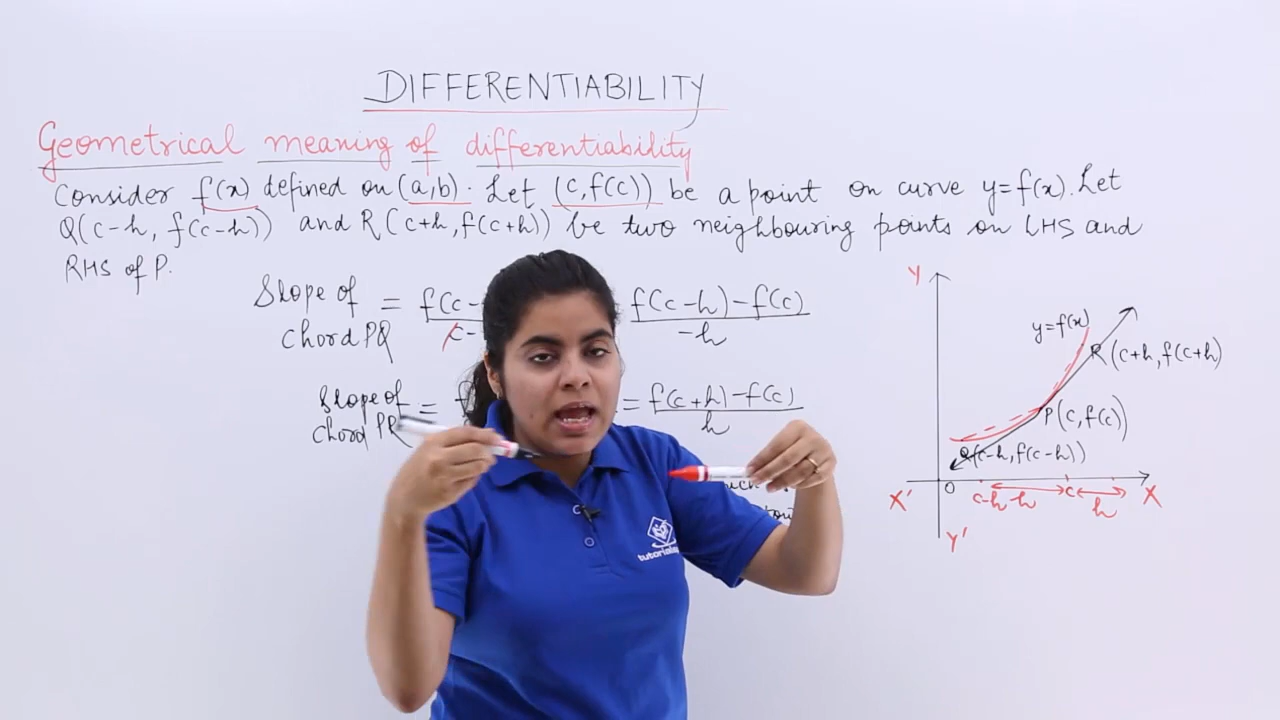 DIFFERENTIABILITY
Geometrical meaning of differentiability
Consider f(x) defined on (a,b). Let (c,f(c)) be a point on curve y=f(x). Let
Q(c-h, f(c-h)) and R(c+h, f(c+h)) be two neighbouring points on LHS and
RHS of P.
Slope of chord PQ = f(c- f(c-h)-f(c)
c- -h
Slope of chord PR = f = f(c+h)-f(c)
h
Y
y=f(x)
R(c+h, f(c+h)
P(c, f(c))
Q(c-h, f(c-h))
X' O c-h -h c h X
Y'